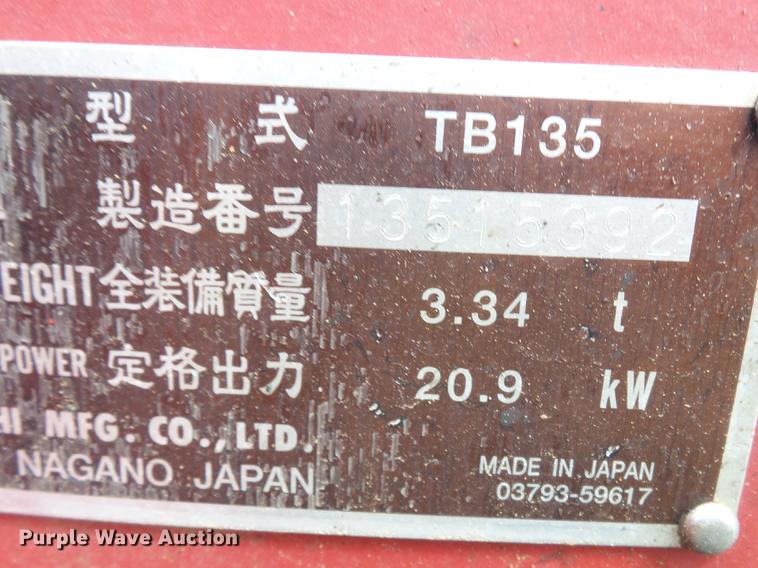 型式 TB135
製造番号 13515392
EIGHT 全装備質量 3.34 t
POWER 定格出力 20.9 kW
HI MFG. CO., LTD.
NAGANO JAPAN
MADE IN JAPAN
03793-59617
Purple Wave Auction